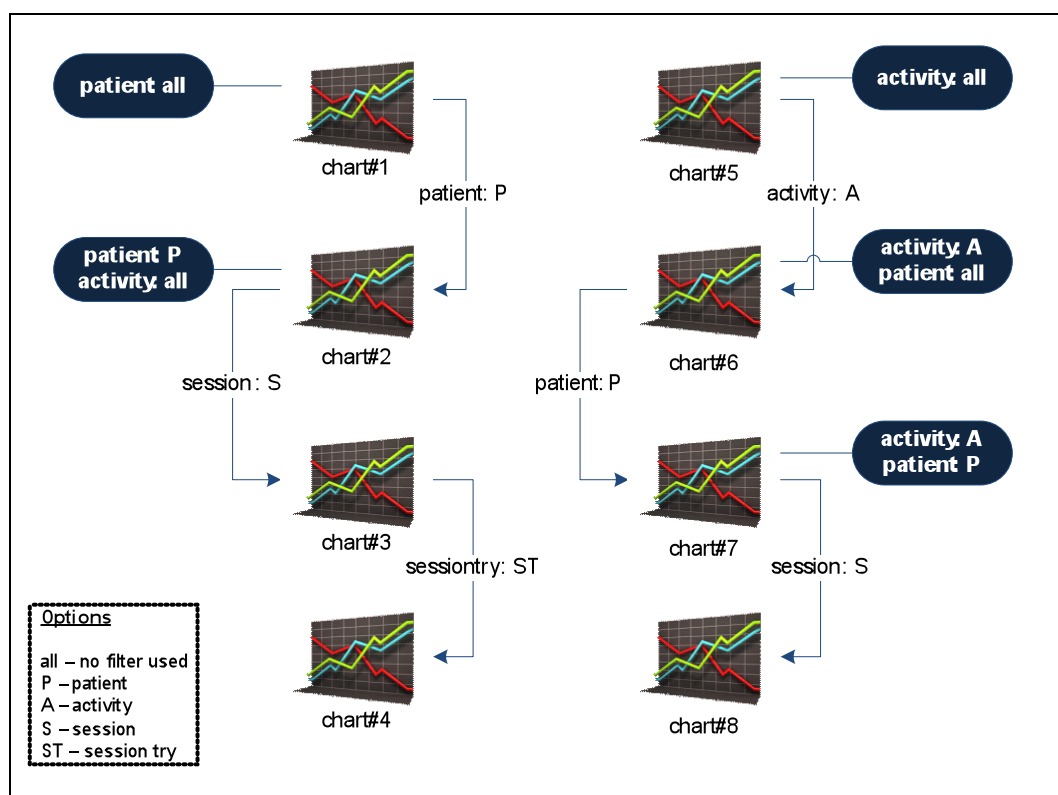 patient: all
activity: all
chart#1
chart#5
patient: P
activity: A
patient: P
activity: all
activity: A
patient: all
chart#2
chart#6
session: S
patient: P
activity: A
patient: P
chart#3
chart#7
sessiontry: ST
session: S
Options
all – no filter used
P – patient
A – activity
S – session
ST – session try
chart#4
chart#8